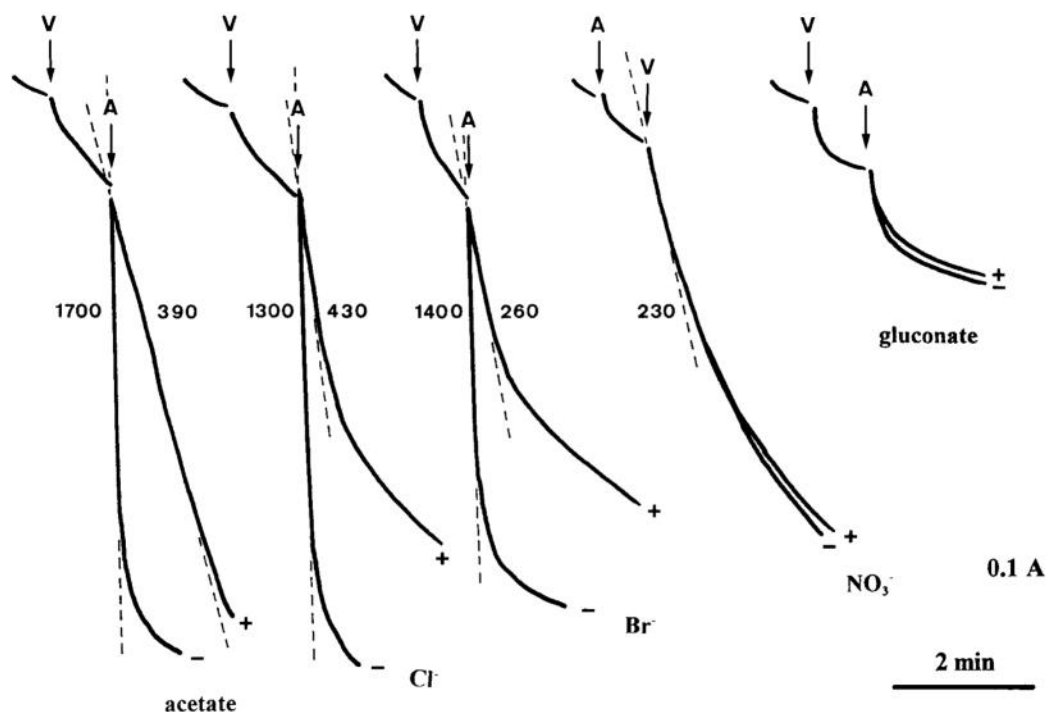 V V V A V
A A A V A
1700 390 1300 430 1400 260 230
+
−
gluconate
+
−
+
−
+
−
+
−
NO₃⁻
0.1 A
Br⁻
Cl⁻
2 min
acetate